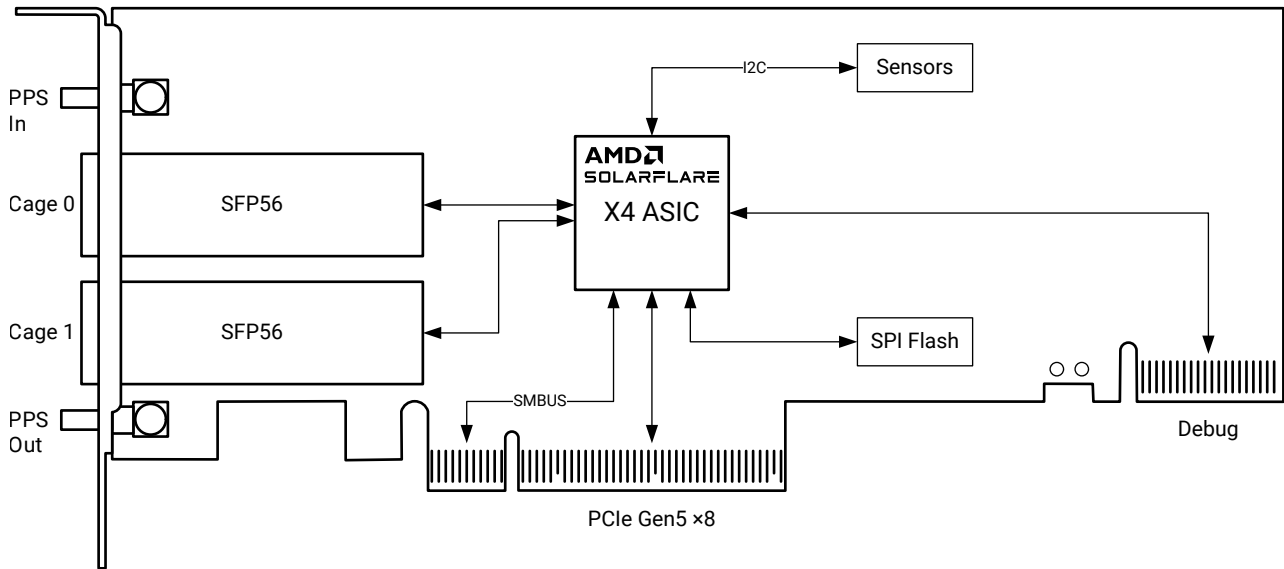 I2C
Sensors
PPS
In
AMD
SOLARFLARE
X4 ASIC
Cage 0
SFP56
Cage 1
SFP56
SPI Flash
SMBUS
PPS
Out
Debug
PCIe Gen5 ×8